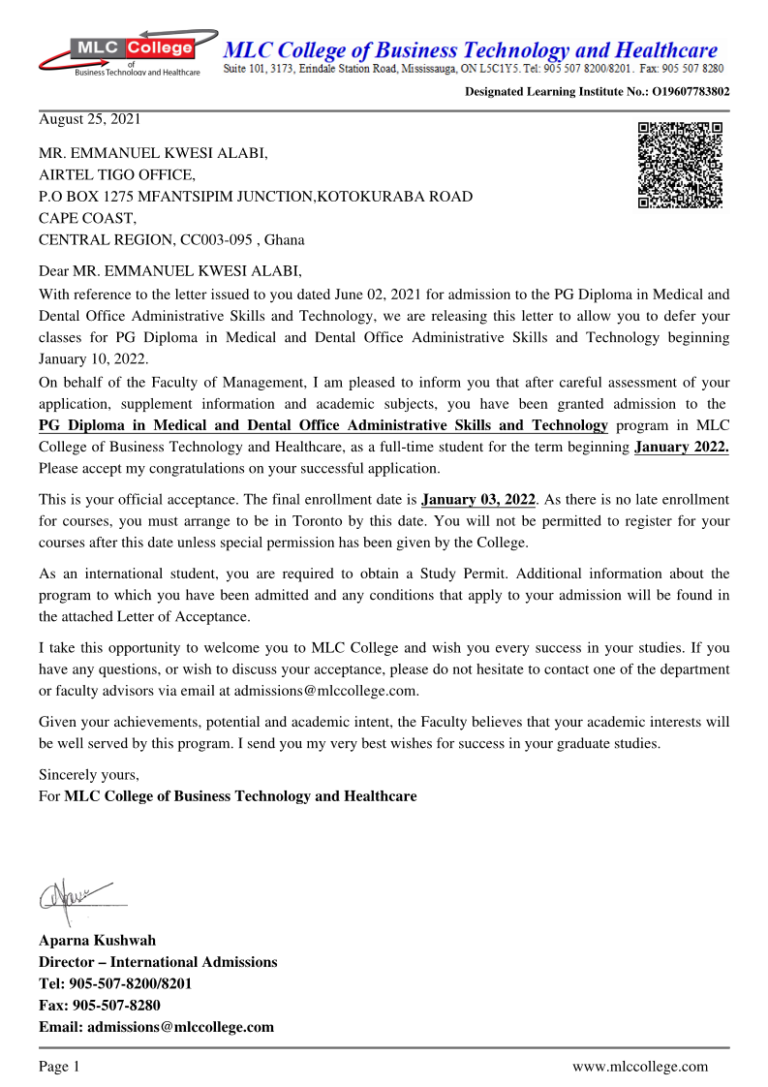 MLC College
of
Business Technology and Healthcare
MLC College of Business Technology and Healthcare
Suite 101, 3173, Erindale Station Road, Mississauga, ON L5C1Y5. Tel: 905 507 8200/8201. Fax: 905 507 8280
Designated Learning Institute No.: O19607783802
August 25, 2021
MR. EMMANUEL KWESI ALABI,
AIRTEL TIGO OFFICE,
P.O BOX 1275 MFANTSIPIM JUNCTION,KOTOKURABA ROAD
CAPE COAST,
CENTRAL REGION, CC003-095 , Ghana
Dear MR. EMMANUEL KWESI ALABI,
With reference to the letter issued to you dated June 02, 2021 for admission to the PG Diploma in Medical and
Dental Office Administrative Skills and Technology, we are releasing this letter to allow you to defer your
classes for PG Diploma in Medical and Dental Office Administrative Skills and Technology beginning
January 10, 2022.
On behalf of the Faculty of Management, I am pleased to inform you that after careful assessment of your
application, supplement information and academic subjects, you have been granted admission to the
PG Diploma in Medical and Dental Office Administrative Skills and Technology program in MLC
College of Business Technology and Healthcare, as a full-time student for the term beginning January 2022.
Please accept my congratulations on your successful application.
This is your official acceptance. The final enrollment date is January 03, 2022. As there is no late enrollment
for courses, you must arrange to be in Toronto by this date. You will not be permitted to register for your
courses after this date unless special permission has been given by the College.
As an international student, you are required to obtain a Study Permit. Additional information about the
program to which you have been admitted and any conditions that apply to your admission will be found in
the attached Letter of Acceptance.
I take this opportunity to welcome you to MLC College and wish you every success in your studies. If you
have any questions, or wish to discuss your acceptance, please do not hesitate to contact one of the department
or faculty advisors via email at admissions@mlccollege.com.
Given your achievements, potential and academic intent, the Faculty believes that your academic interests will
be well served by this program. I send you my very best wishes for success in your graduate studies.
Sincerely yours,
For MLC College of Business Technology and Healthcare
Aparna Kushwah
Director – International Admissions
Tel: 905-507-8200/8201
Fax: 905-507-8280
Email: admissions@mlccollege.com
Page 1
www.mlccollege.com